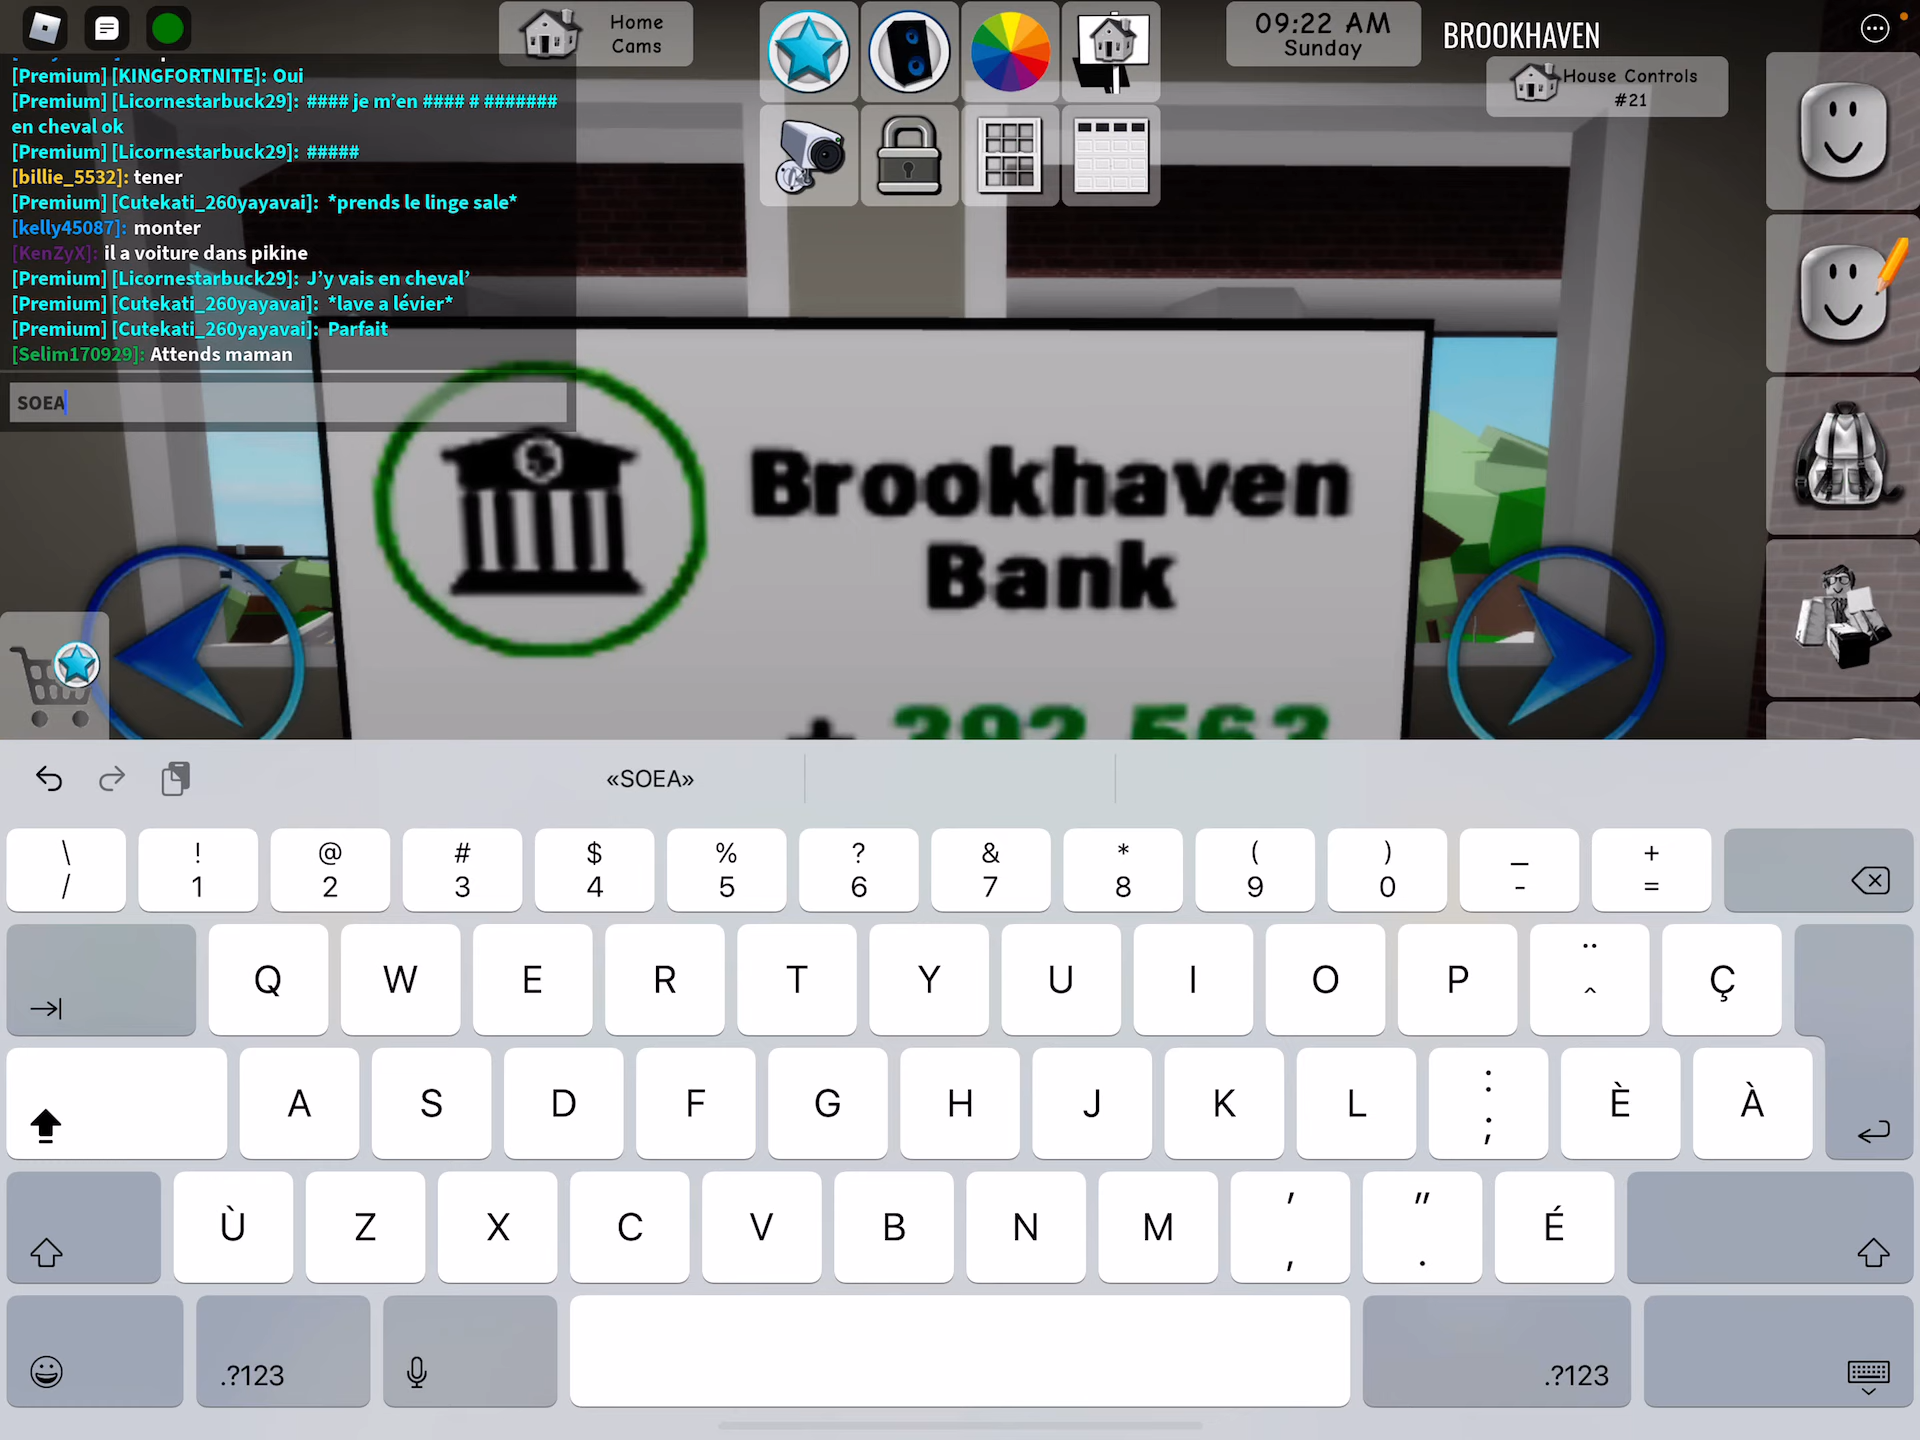 Home
Cams
09:22 AM
Sunday
BROOKHAVEN
House Controls
#21
[Premium] [KINGFORTNITE]: Oui
[Premium] [Licornestarbuck29]: #### je m’en #### # #######
en cheval ok
[Premium] [Licornestarbuck29]: #####
[billie_5532]: tener
[Premium] [Cutekati_260yayavai]: *prends le linge sale*
[kelly45087]: monter
[KenZyX]: il a voiture dans pikine
[Premium] [Licornestarbuck29]: J’y vais en cheval’
[Premium] [Cutekati_260yayavai]: *lave a lévier*
[Premium] [Cutekati_260yayavai]: Parfait
[Selim170929]: Attends maman
SOEA
Brookhaven
Bank
+ 392,563
«SOEA»
\ ! @ # $ % ? & * ( ) _ +
/ 1 2 3 4 5 6 7 8 9 0 - =
Q W E R T Y U I O P ¨ ^ Ç
A S D F G H J K L : ; È À
Ù Z X C V B N M ' , " . É
.?123 .?123